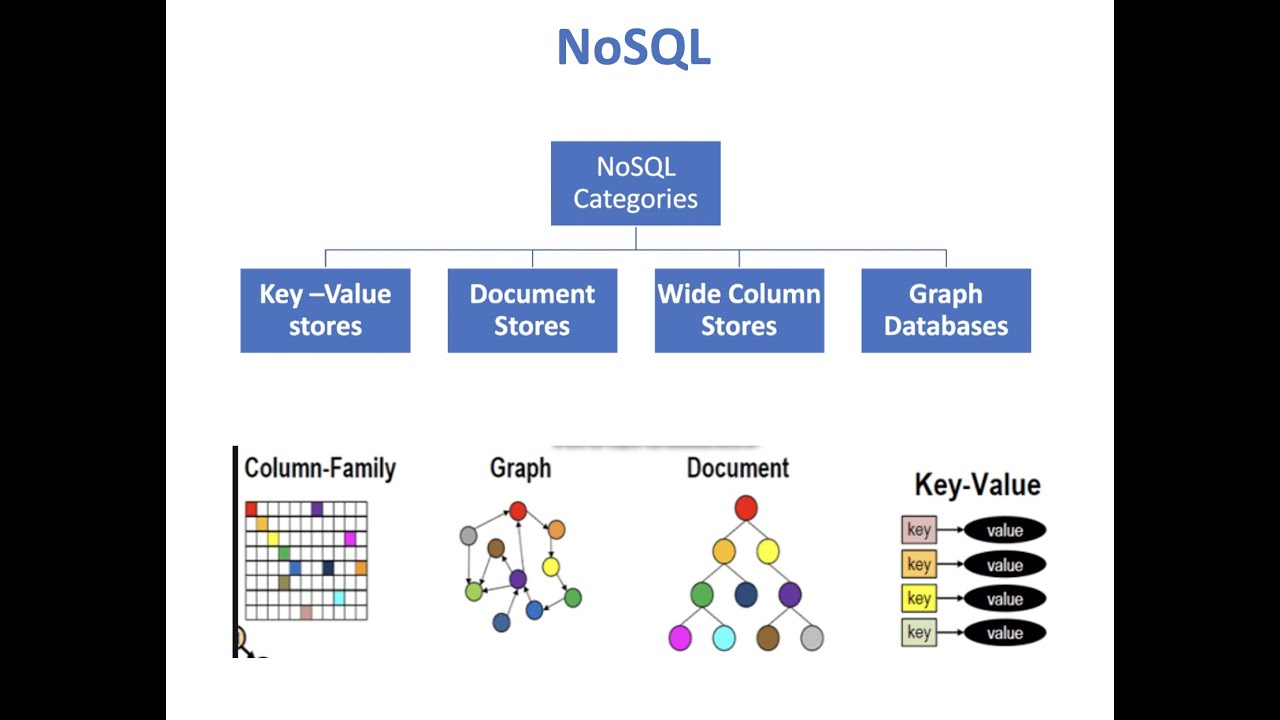 NoSQL
NoSQL
Categories
Key –Value
stores
Document
Stores
Wide Column
Stores
Graph
Databases
Column-Family
Graph
Document
Key-Value
key value
key value
key value
key value